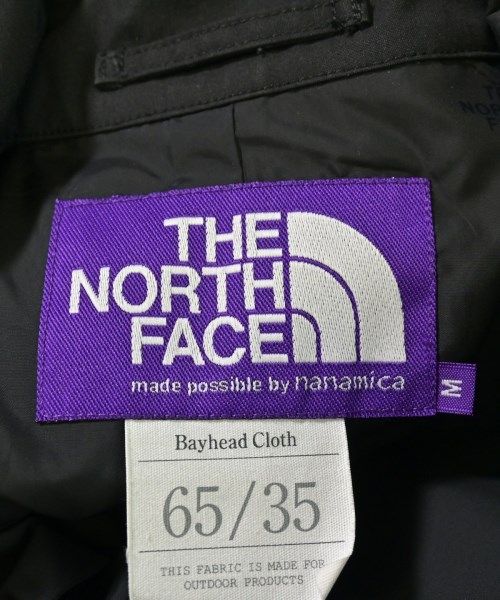 THE
NORTH
FACE
made possible by nanamica
M
Bayhead Cloth
65/35
THIS FABRIC IS MADE FOR
OUTDOOR PRODUCTS